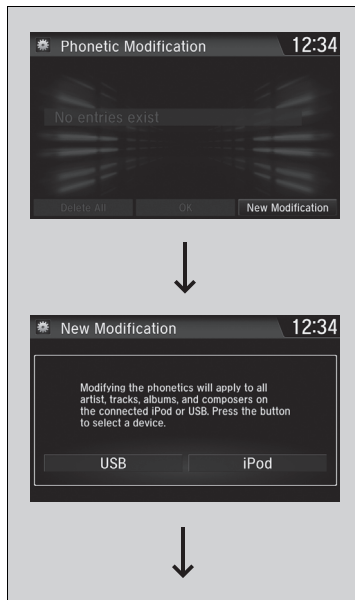 Phonetic Modification 12:34
No entries exist
Delete All OK New Modification
New Modification 12:34
Modifying the phonetics will apply to all
artist, tracks, albums, and composers on
the connected iPod or USB. Press the button
to select a device.
USB iPod